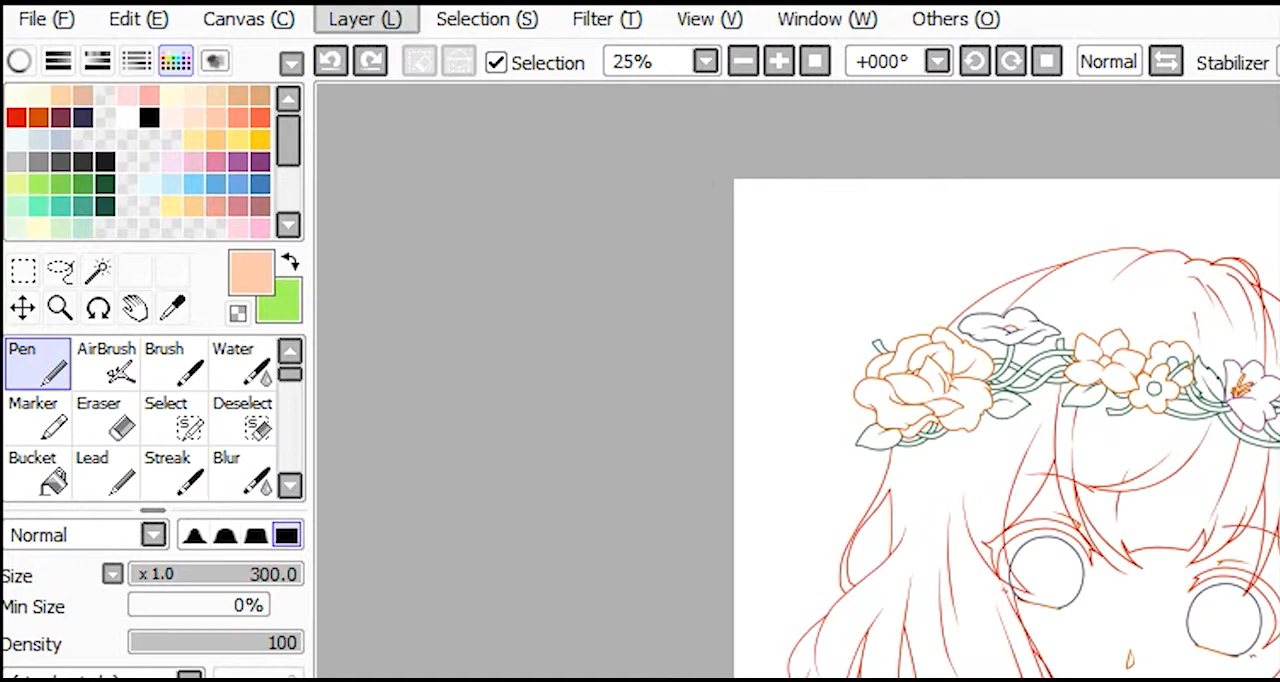 File (F) Edit (E) Canvas (C) Layer (L) Selection (S) Filter (T) View (V) Window (W) Others (O)
Selection 25% +000° Normal Stabilizer
Pen AirBrush Brush Water
Marker Eraser Select Deselect
Bucket Lead Streak Blur
Normal
Size x 1.0 300.0
Min Size 0%
Density 100